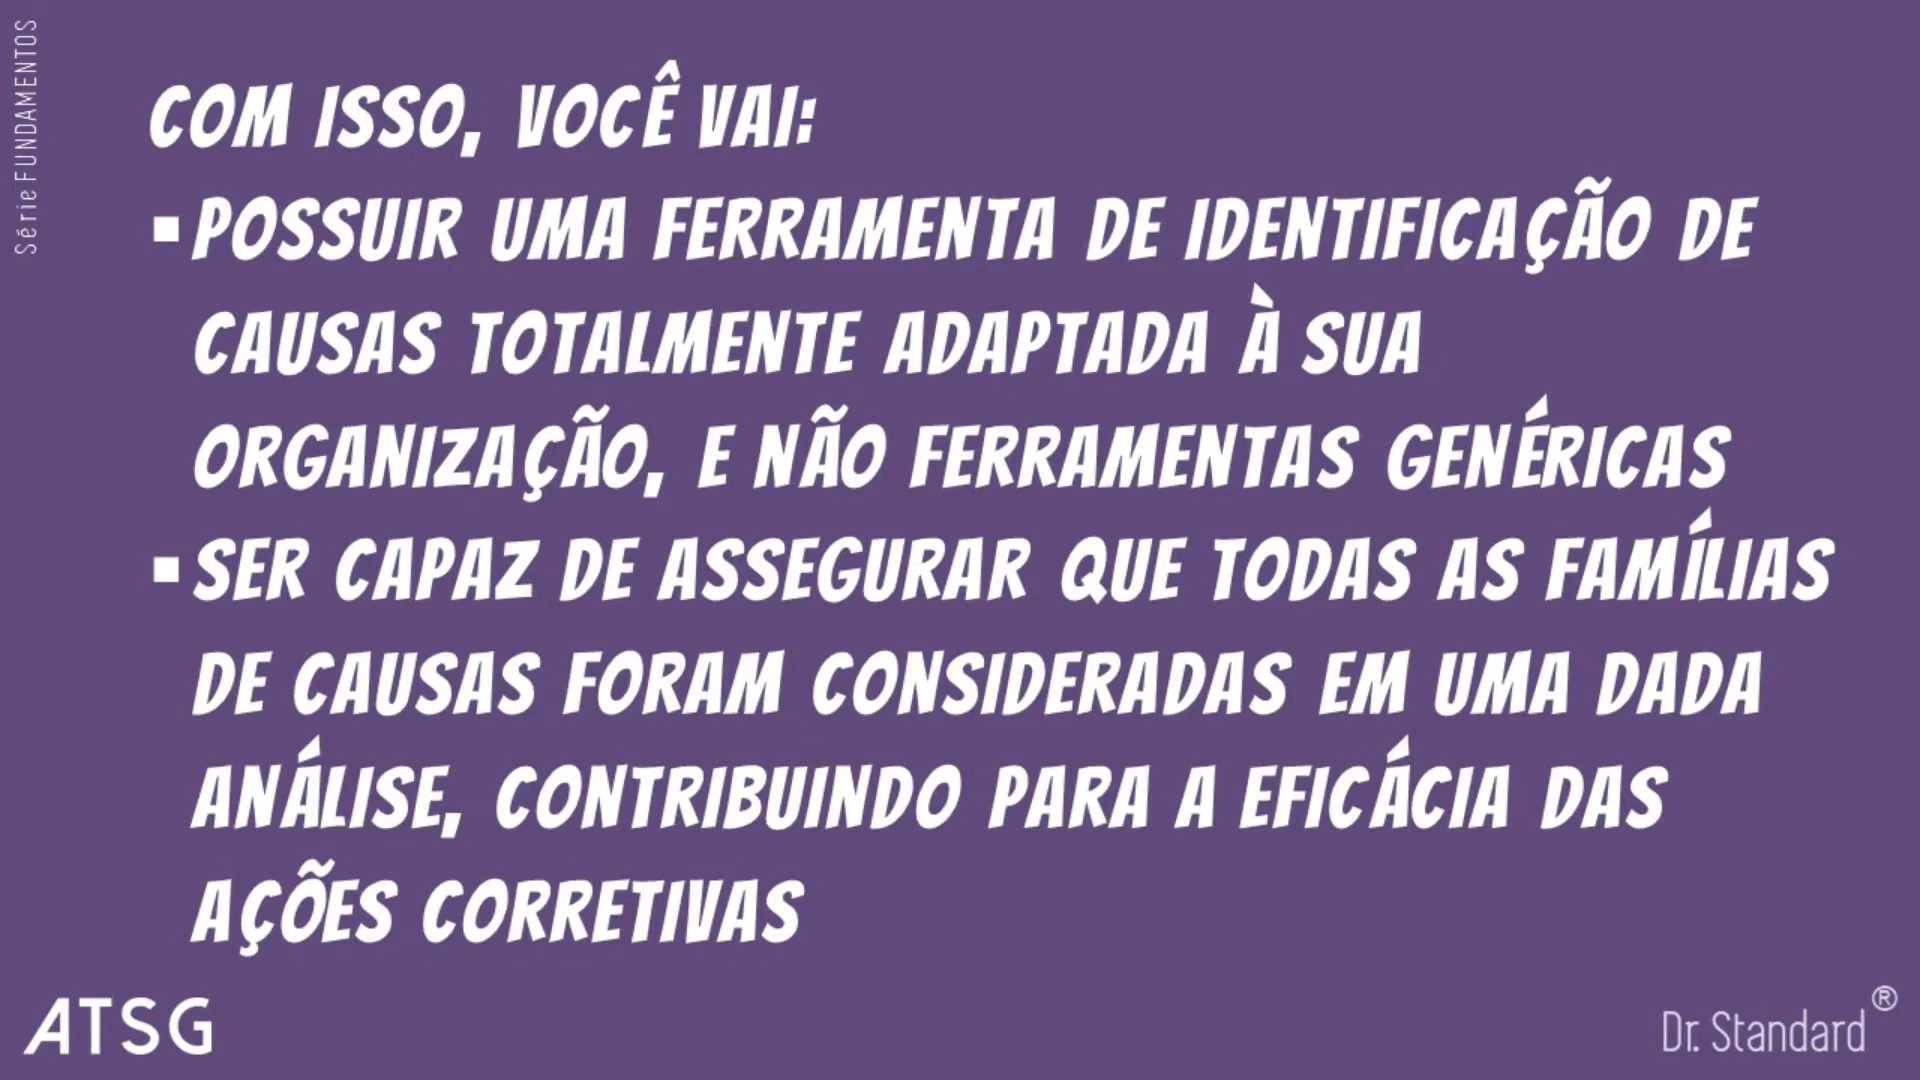 Série FUNDAMENTOS
COM ISSO, VOCÊ VAI:
▪POSSUIR UMA FERRAMENTA DE IDENTIFICAÇÃO DE
CAUSAS TOTALMENTE ADAPTADA À SUA
ORGANIZAÇÃO, E NÃO FERRAMENTAS GENÉRICAS
▪SER CAPAZ DE ASSEGURAR QUE TODAS AS FAMÍLIAS
DE CAUSAS FORAM CONSIDERADAS EM UMA DADA
ANÁLISE, CONTRIBUINDO PARA A EFICÁCIA DAS
AÇÕES CORRETIVAS
ATSG
Dr. Standard®